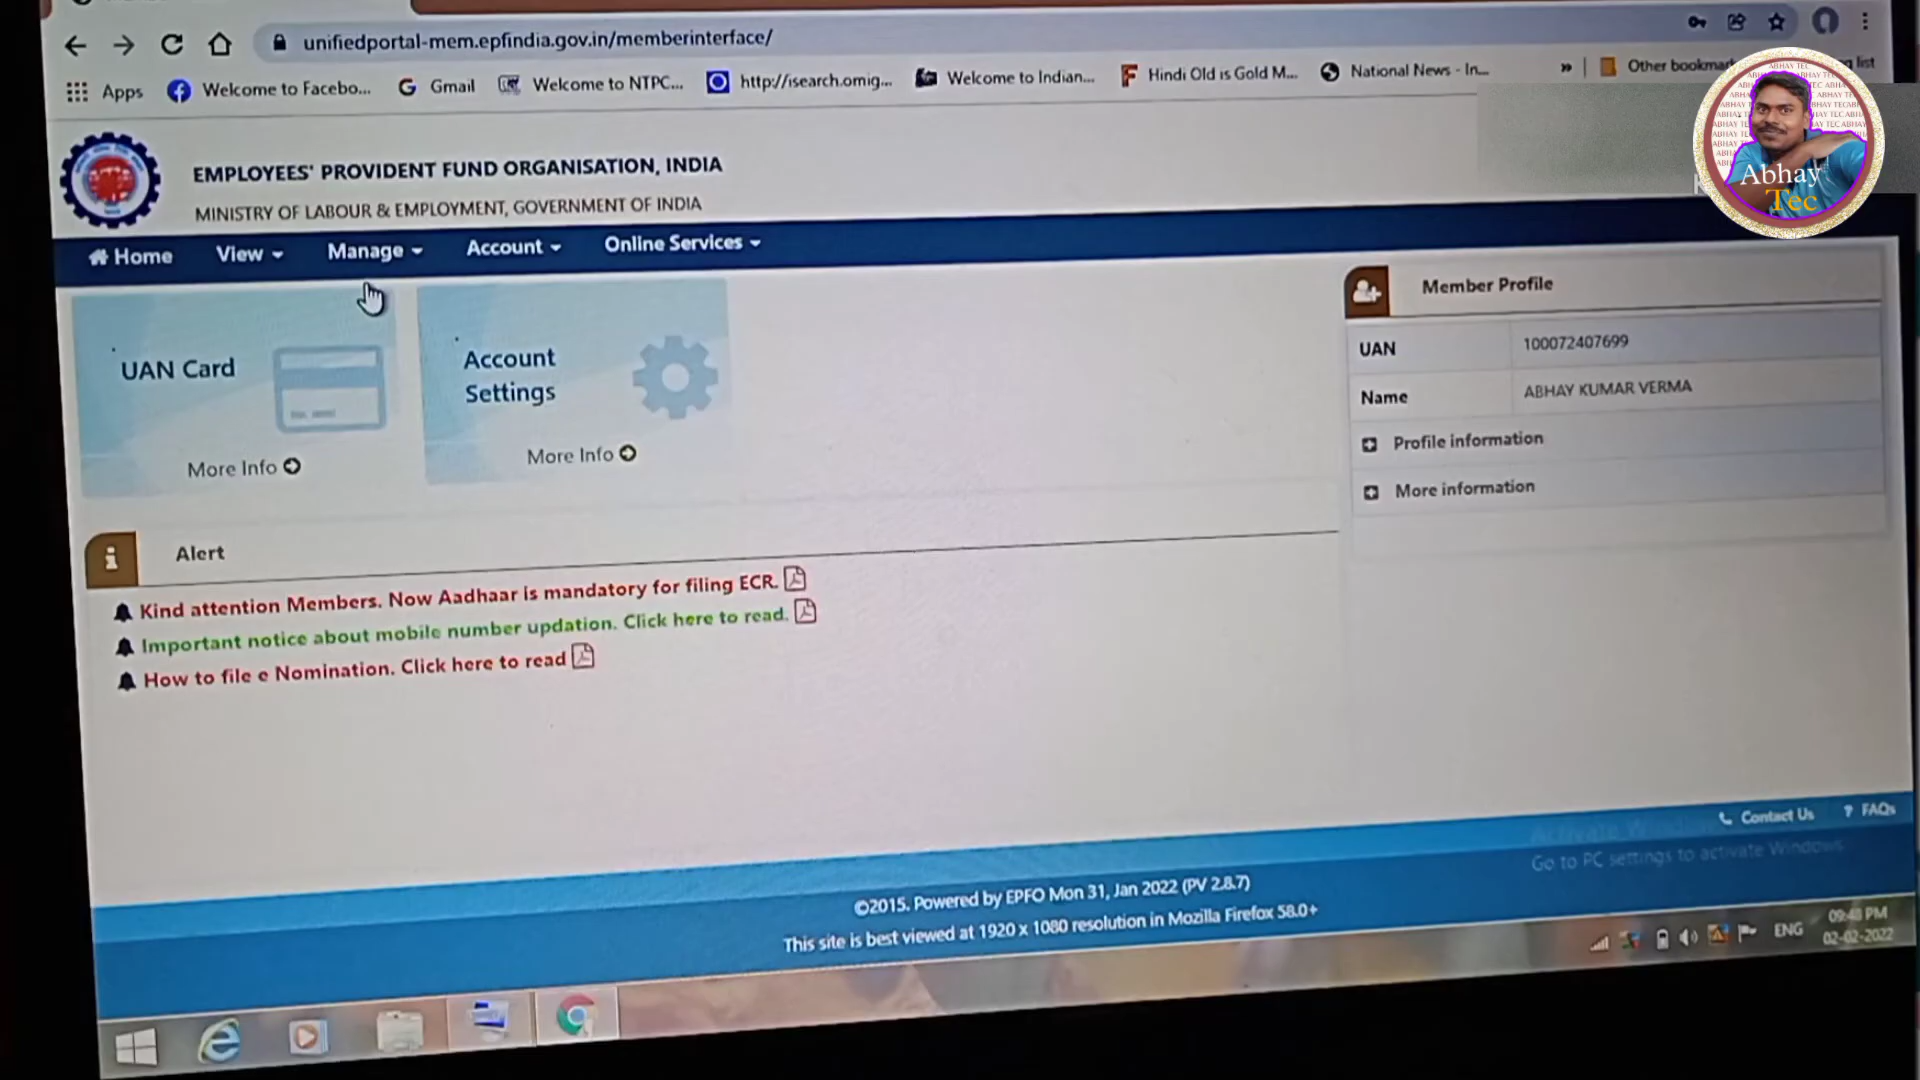 unifiedportal-mem.epfindia.gov.in/memberinterface/
Apps Welcome to Facebo... Gmail Welcome to NTPC... http://isearch.omig... Welcome to Indian... Hindi Old is Gold M... National News - In... » Other bookmar
g list
EMPLOYEES' PROVIDENT FUND ORGANISATION, INDIA
MINISTRY OF LABOUR & EMPLOYMENT, GOVERNMENT OF INDIA
Abhay
Tec
Home View Manage Account Online Services
UAN Card
More Info
Account
Settings
More Info
Member Profile
UAN 100072407699
Name ABHAY KUMAR VERMA
Profile information
More information
Alert
Kind attention Members. Now Aadhaar is mandatory for filing ECR.
Important notice about mobile number updation. Click here to read.
How to file e Nomination. Click here to read
Contact Us ? FAQs
Activate W
Go to PC settings to activate Windows
©2015. Powered by EPFO Mon 31, Jan 2022 (PV 2.8.7)
This site is best viewed at 1920 x 1080 resolution in Mozilla Firefox 58.0+
ENG
09:48 PM
02-02-2022